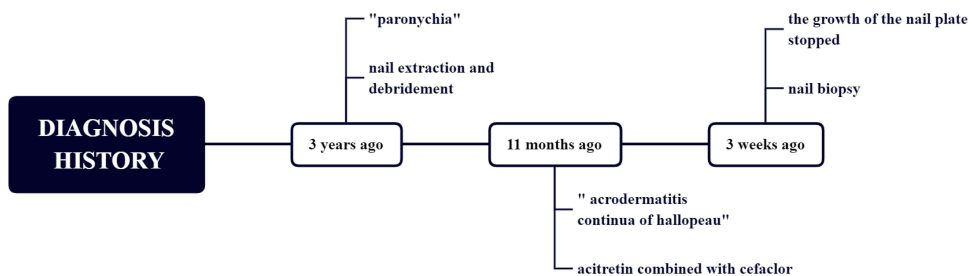 DIAGNOSIS
HISTORY
3 years ago
"paronychia"
nail extraction and
debridement
11 months ago
" acrodermatitis
continua of hallopeau"
acitretin combined with cefaclor
3 weeks ago
the growth of the nail plate
stopped
nail biopsy